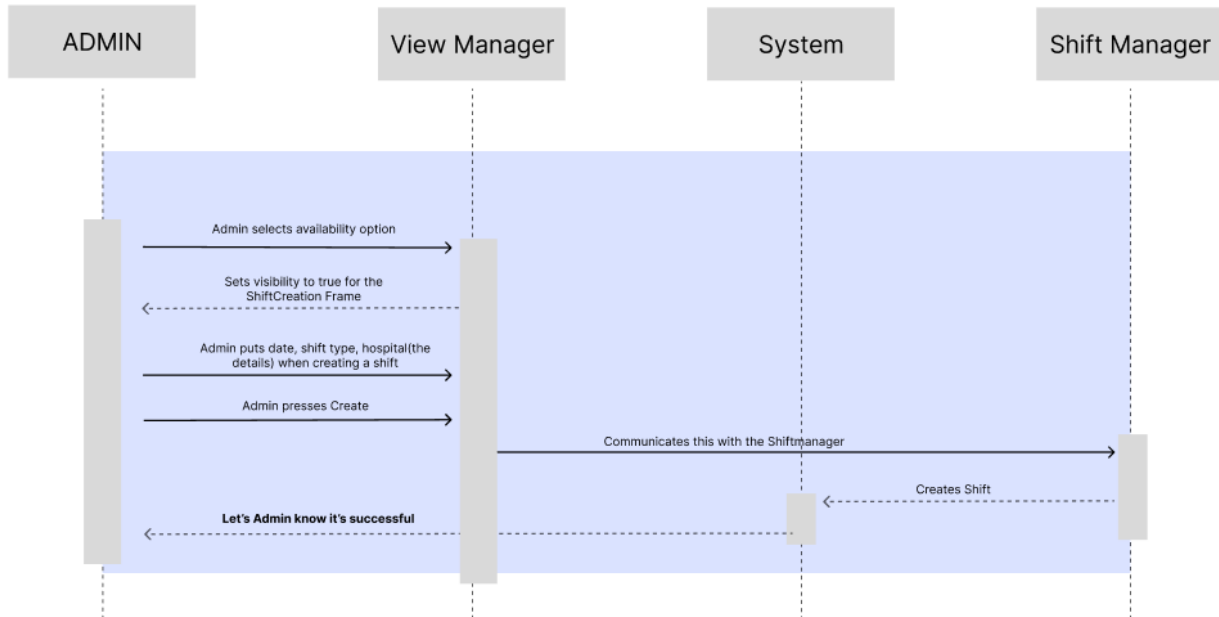 ADMIN
View Manager
System
Shift Manager
Admin selects availability option
Sets visibility to true for the
ShiftCreation Frame
Admin puts date, shift type, hospital(the
details) when creating a shift
Admin presses Create
Communicates this with the Shiftmanager
Creates Shift
Let's Admin know it's successful